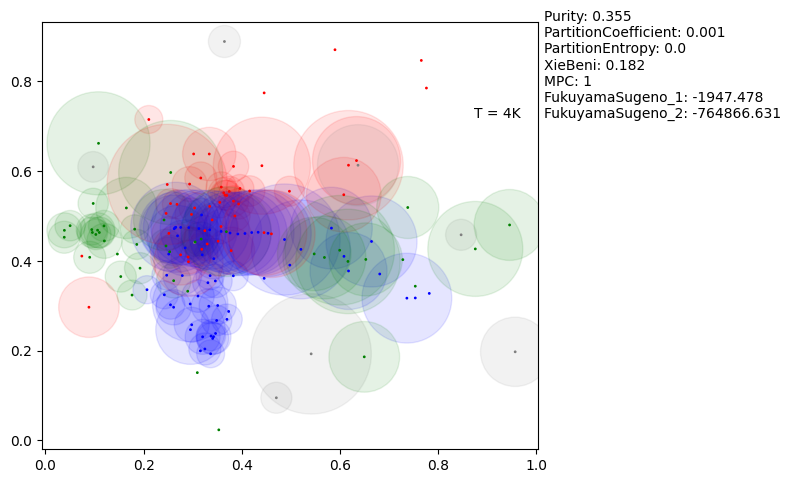 Purity: 0.355
PartitionCoefficient: 0.001
PartitionEntropy: 0.0
XieBeni: 0.182
MPC: 1
FukuyamaSugeno_1: -1947.478
FukuyamaSugeno_2: -764866.631
T = 4K
0.8
0.6
0.4
0.2
0.0
0.0 0.2 0.4 0.6 0.8 1.0